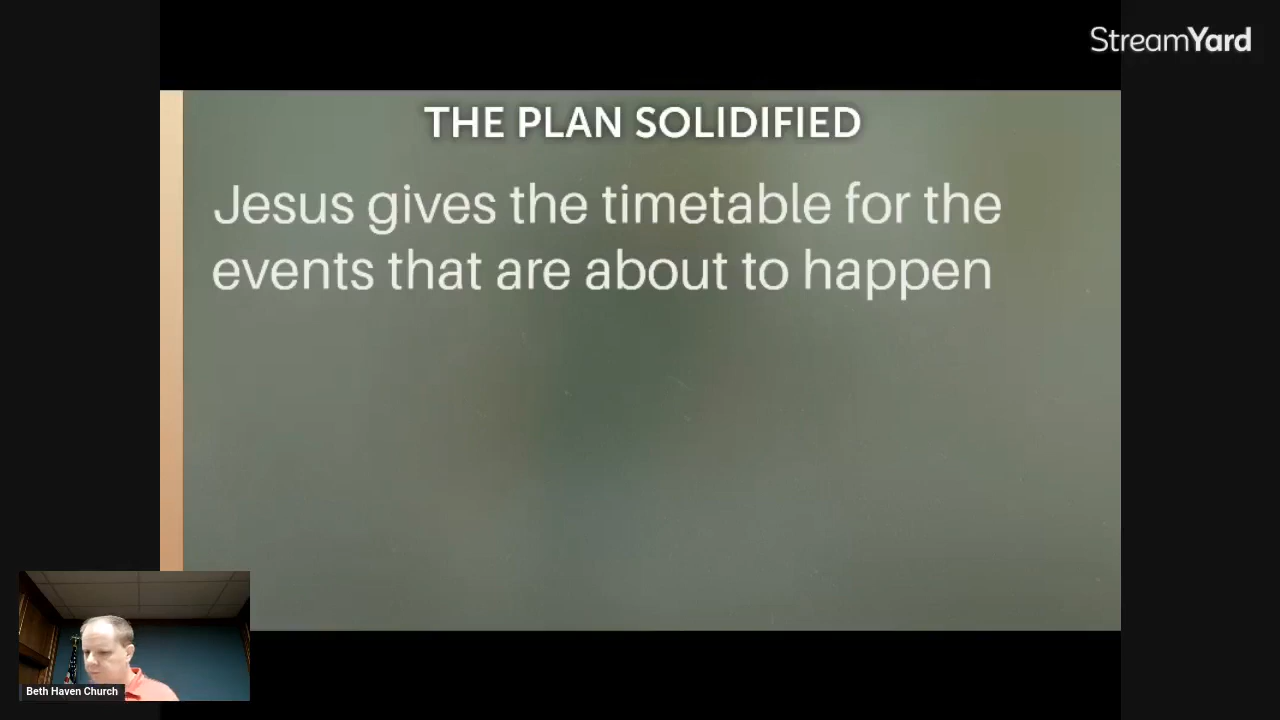 StreamYard
THE PLAN SOLIDIFIED
Jesus gives the timetable for the
events that are about to happen
Beth Haven Church